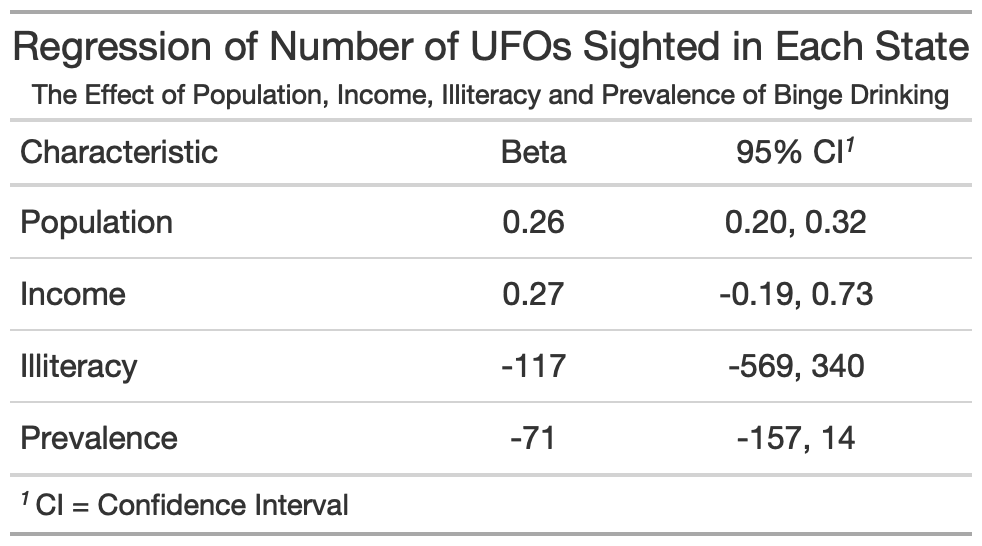 Regression of Number of UFOs Sighted in Each State
The Effect of Population, Income, Illiteracy and Prevalence of Binge Drinking
Characteristic Beta 95% CI¹
Population 0.26 0.20, 0.32
Income 0.27 -0.19, 0.73
Illiteracy -117 -569, 340
Prevalence -71 -157, 14
¹ CI = Confidence Interval